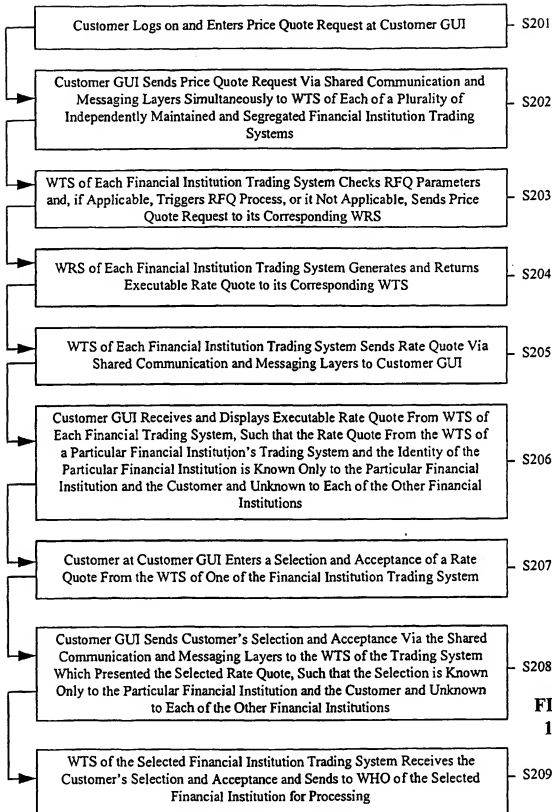 Customer Logs on and Enters Price Quote Request at Customer GUI
S201
Customer GUI Sends Price Quote Request Via Shared Communication and
Messaging Layers Simultaneously to WTS of Each of a Plurality of
Independently Maintained and Segregated Financial Institution Trading
Systems
S202
WTS of Each Financial Institution Trading System Checks RFQ Parameters
and, if Applicable, Triggers RFQ Process, or it Not Applicable, Sends Price
Quote Request to its Corresponding WRS
S203
WRS of Each Financial Institution Trading System Generates and Returns
Executable Rate Quote to its Corresponding WTS
S204
WTS of Each Financial Institution Trading System Sends Rate Quote Via
Shared Communication and Messaging Layers to Customer GUI
S205
Customer GUI Receives and Displays Executable Rate Quote From WTS of
Each Financial Trading System, Such that the Rate Quote From the WTS of
a Particular Financial Institution's Trading System and the Identity of the
Particular Financial Institution is Known Only to the Particular Financial
Institution and the Customer and Unknown to Each of the Other Financial
Institutions
S206
Customer at Customer GUI Enters a Selection and Acceptance of a Rate
Quote From the WTS of One of the Financial Institution Trading System
S207
Customer GUI Sends Customer's Selection and Acceptance Via the Shared
Communication and Messaging Layers to the WTS of the Trading System
Which Presented the Selected Rate Quote, Such that the Selection is Known
Only to the Particular Financial Institution and the Customer and Unknown
to Each of the Other Financial Institutions
S208
FI
1
WTS of the Selected Financial Institution Trading System Receives the
Customer's Selection and Acceptance and Sends to WHO of the Selected
Financial Institution for Processing
S209